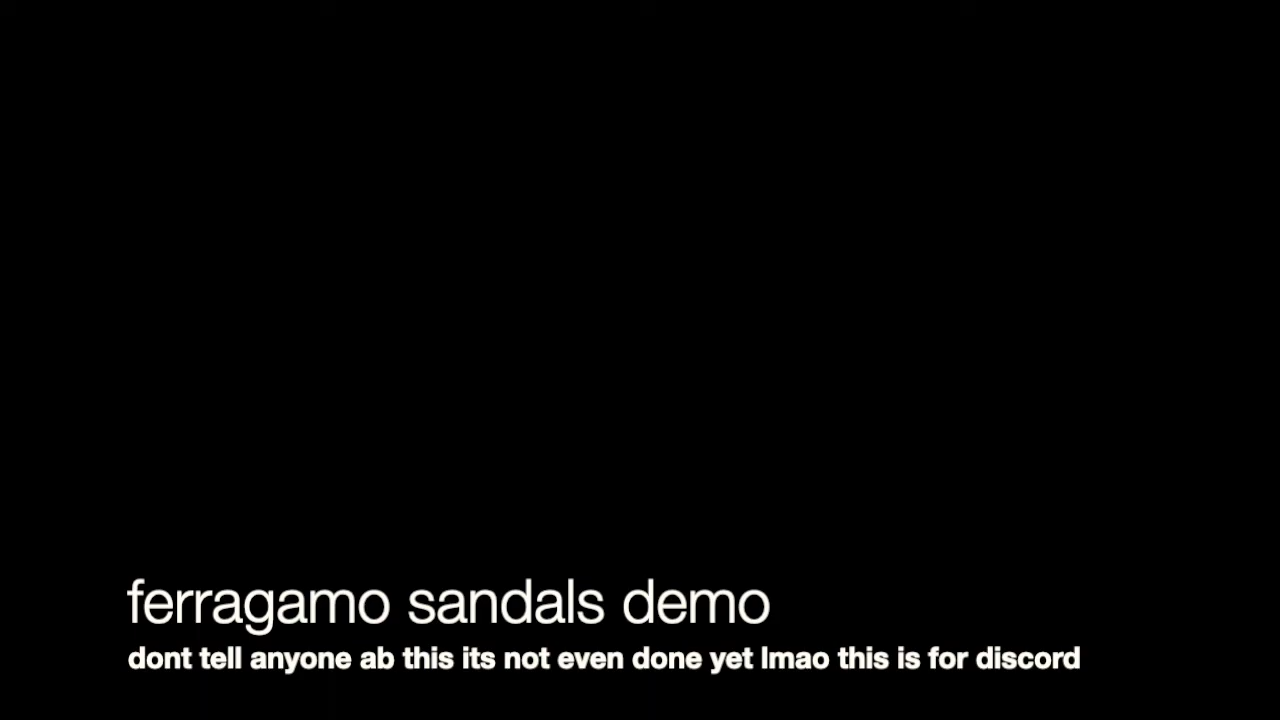 ferragamo sandals demo
dont tell anyone ab this its not even done yet lmao this is for discord